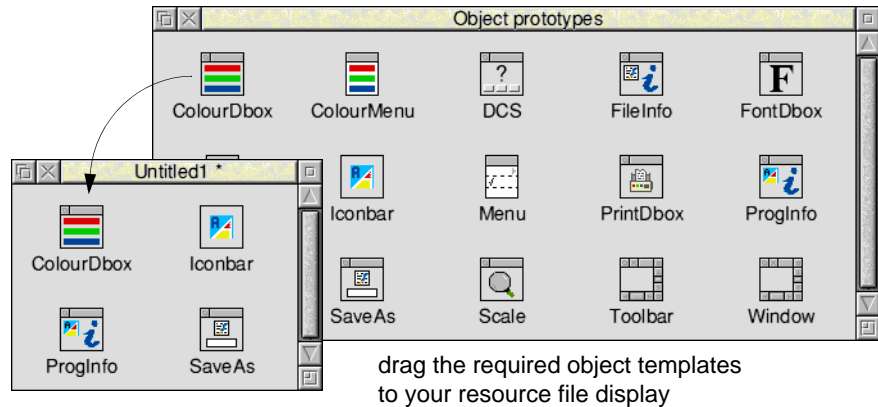 Object prototypes
ColourDbox ColourMenu DCS FileInfo FontDbox
Iconbar Menu PrintDbox ProgInfo
SaveAs Scale Toolbar Window
Untitled1 *
ColourDbox Iconbar
ProgInfo SaveAs
drag the required object templates
to your resource file display